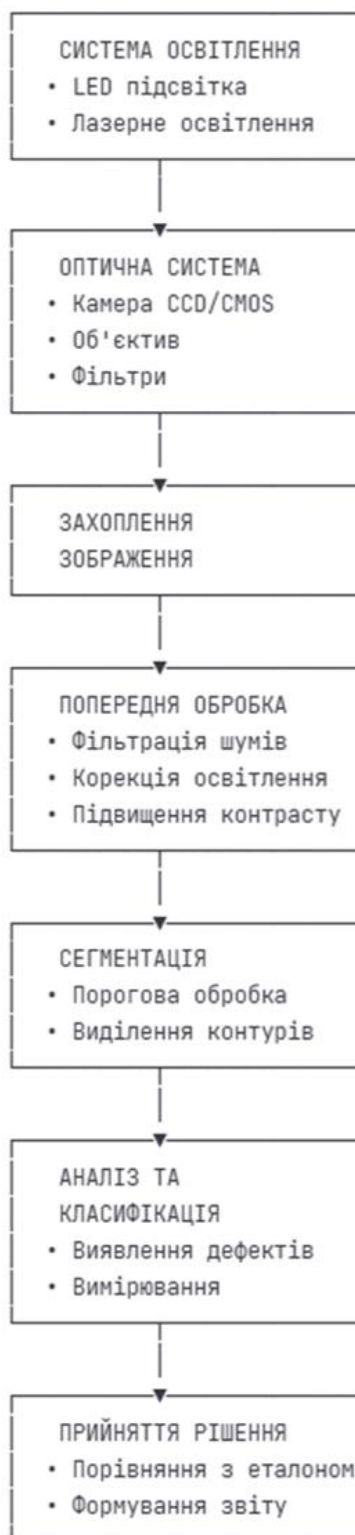 СИСТЕМА ОСВІТЛЕННЯ
• LED підсвітка
• Лазерне освітлення
ОПТИЧНА СИСТЕМА
• Камера CCD/CMOS
• Об'єктив
• Фільтри
ЗАХОПЛЕННЯ
ЗОБРАЖЕННЯ
ПОПЕРЕДНЯ ОБРОБКА
• Фільтрація шумів
• Корекція освітлення
• Підвищення контрасту
СЕГМЕНТАЦІЯ
• Порогова обробка
• Виділення контурів
АНАЛІЗ ТА
КЛАСИФІКАЦІЯ
• Виявлення дефектів
• Вимірювання
ПРИЙНЯТТЯ РІШЕННЯ
• Порівняння з еталоном
• Формування звіту